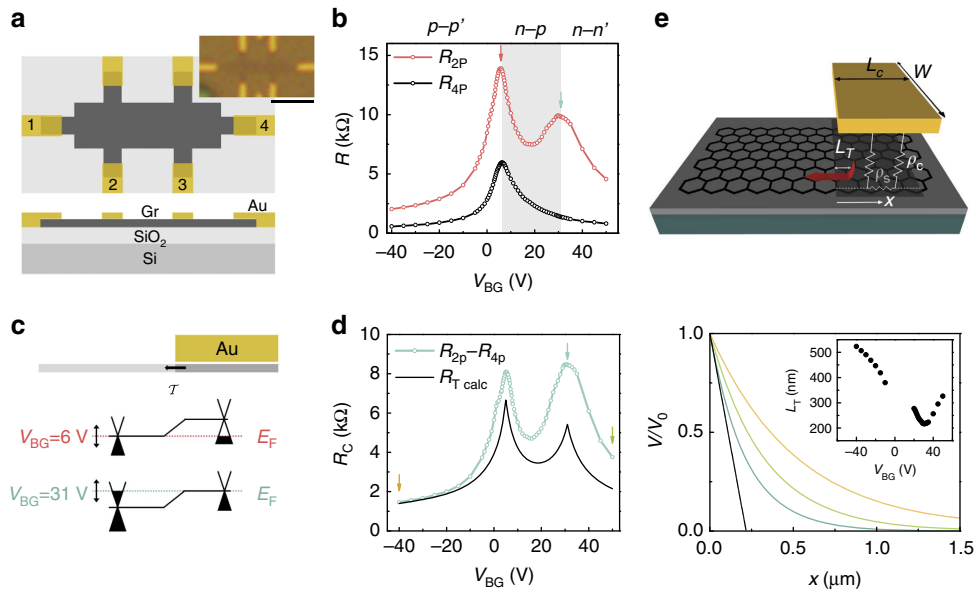 a
1
4
2
3
Gr
Au
SiO2
Si
b
p–p′
n–p
n–n′
R2P
R4P
R (kΩ)
15
10
5
0
−40
−20
0
20
40
VBG (V)
c
Au
𝒯
VBG=6 V
EF
VBG=31 V
EF
d
R2p–R4p
RT calc
RC (kΩ)
10
8
6
4
2
0
−40
−20
0
20
40
VBG (V)
e
Lc
W
LT
ρc
ρs
x
V/V0
1.0
0.75
0.5
0.25
0.0
0.0
0.5
1.0
1.5
x (μm)
LT (nm)
500
400
300
200
−40
0
40
VBG (V)